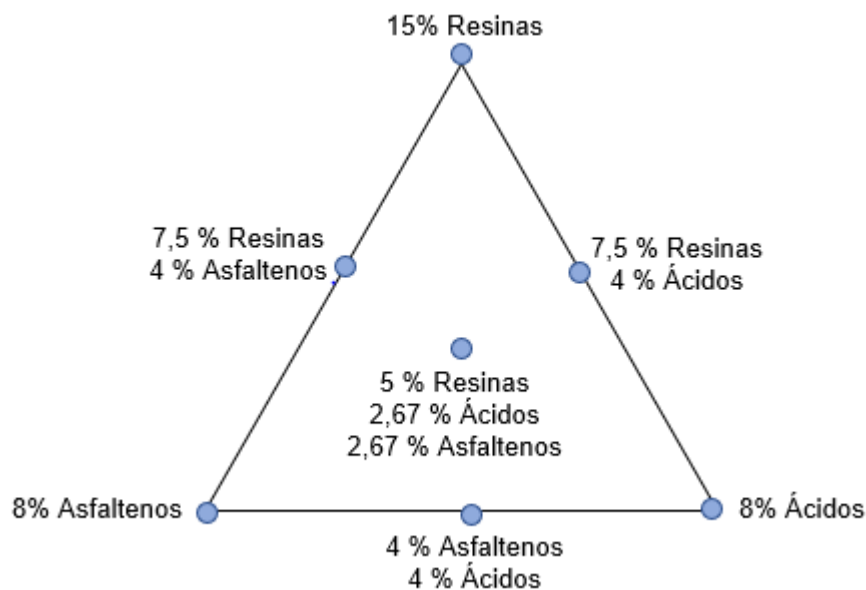 15% Resinas
7,5 % Resinas
4 % Asfaltenos
7,5 % Resinas
4 % Ácidos
5 % Resinas
2,67 % Ácidos
2,67 % Asfaltenos
8% Asfaltenos
8% Ácidos
4 % Asfaltenos
4 % Ácidos